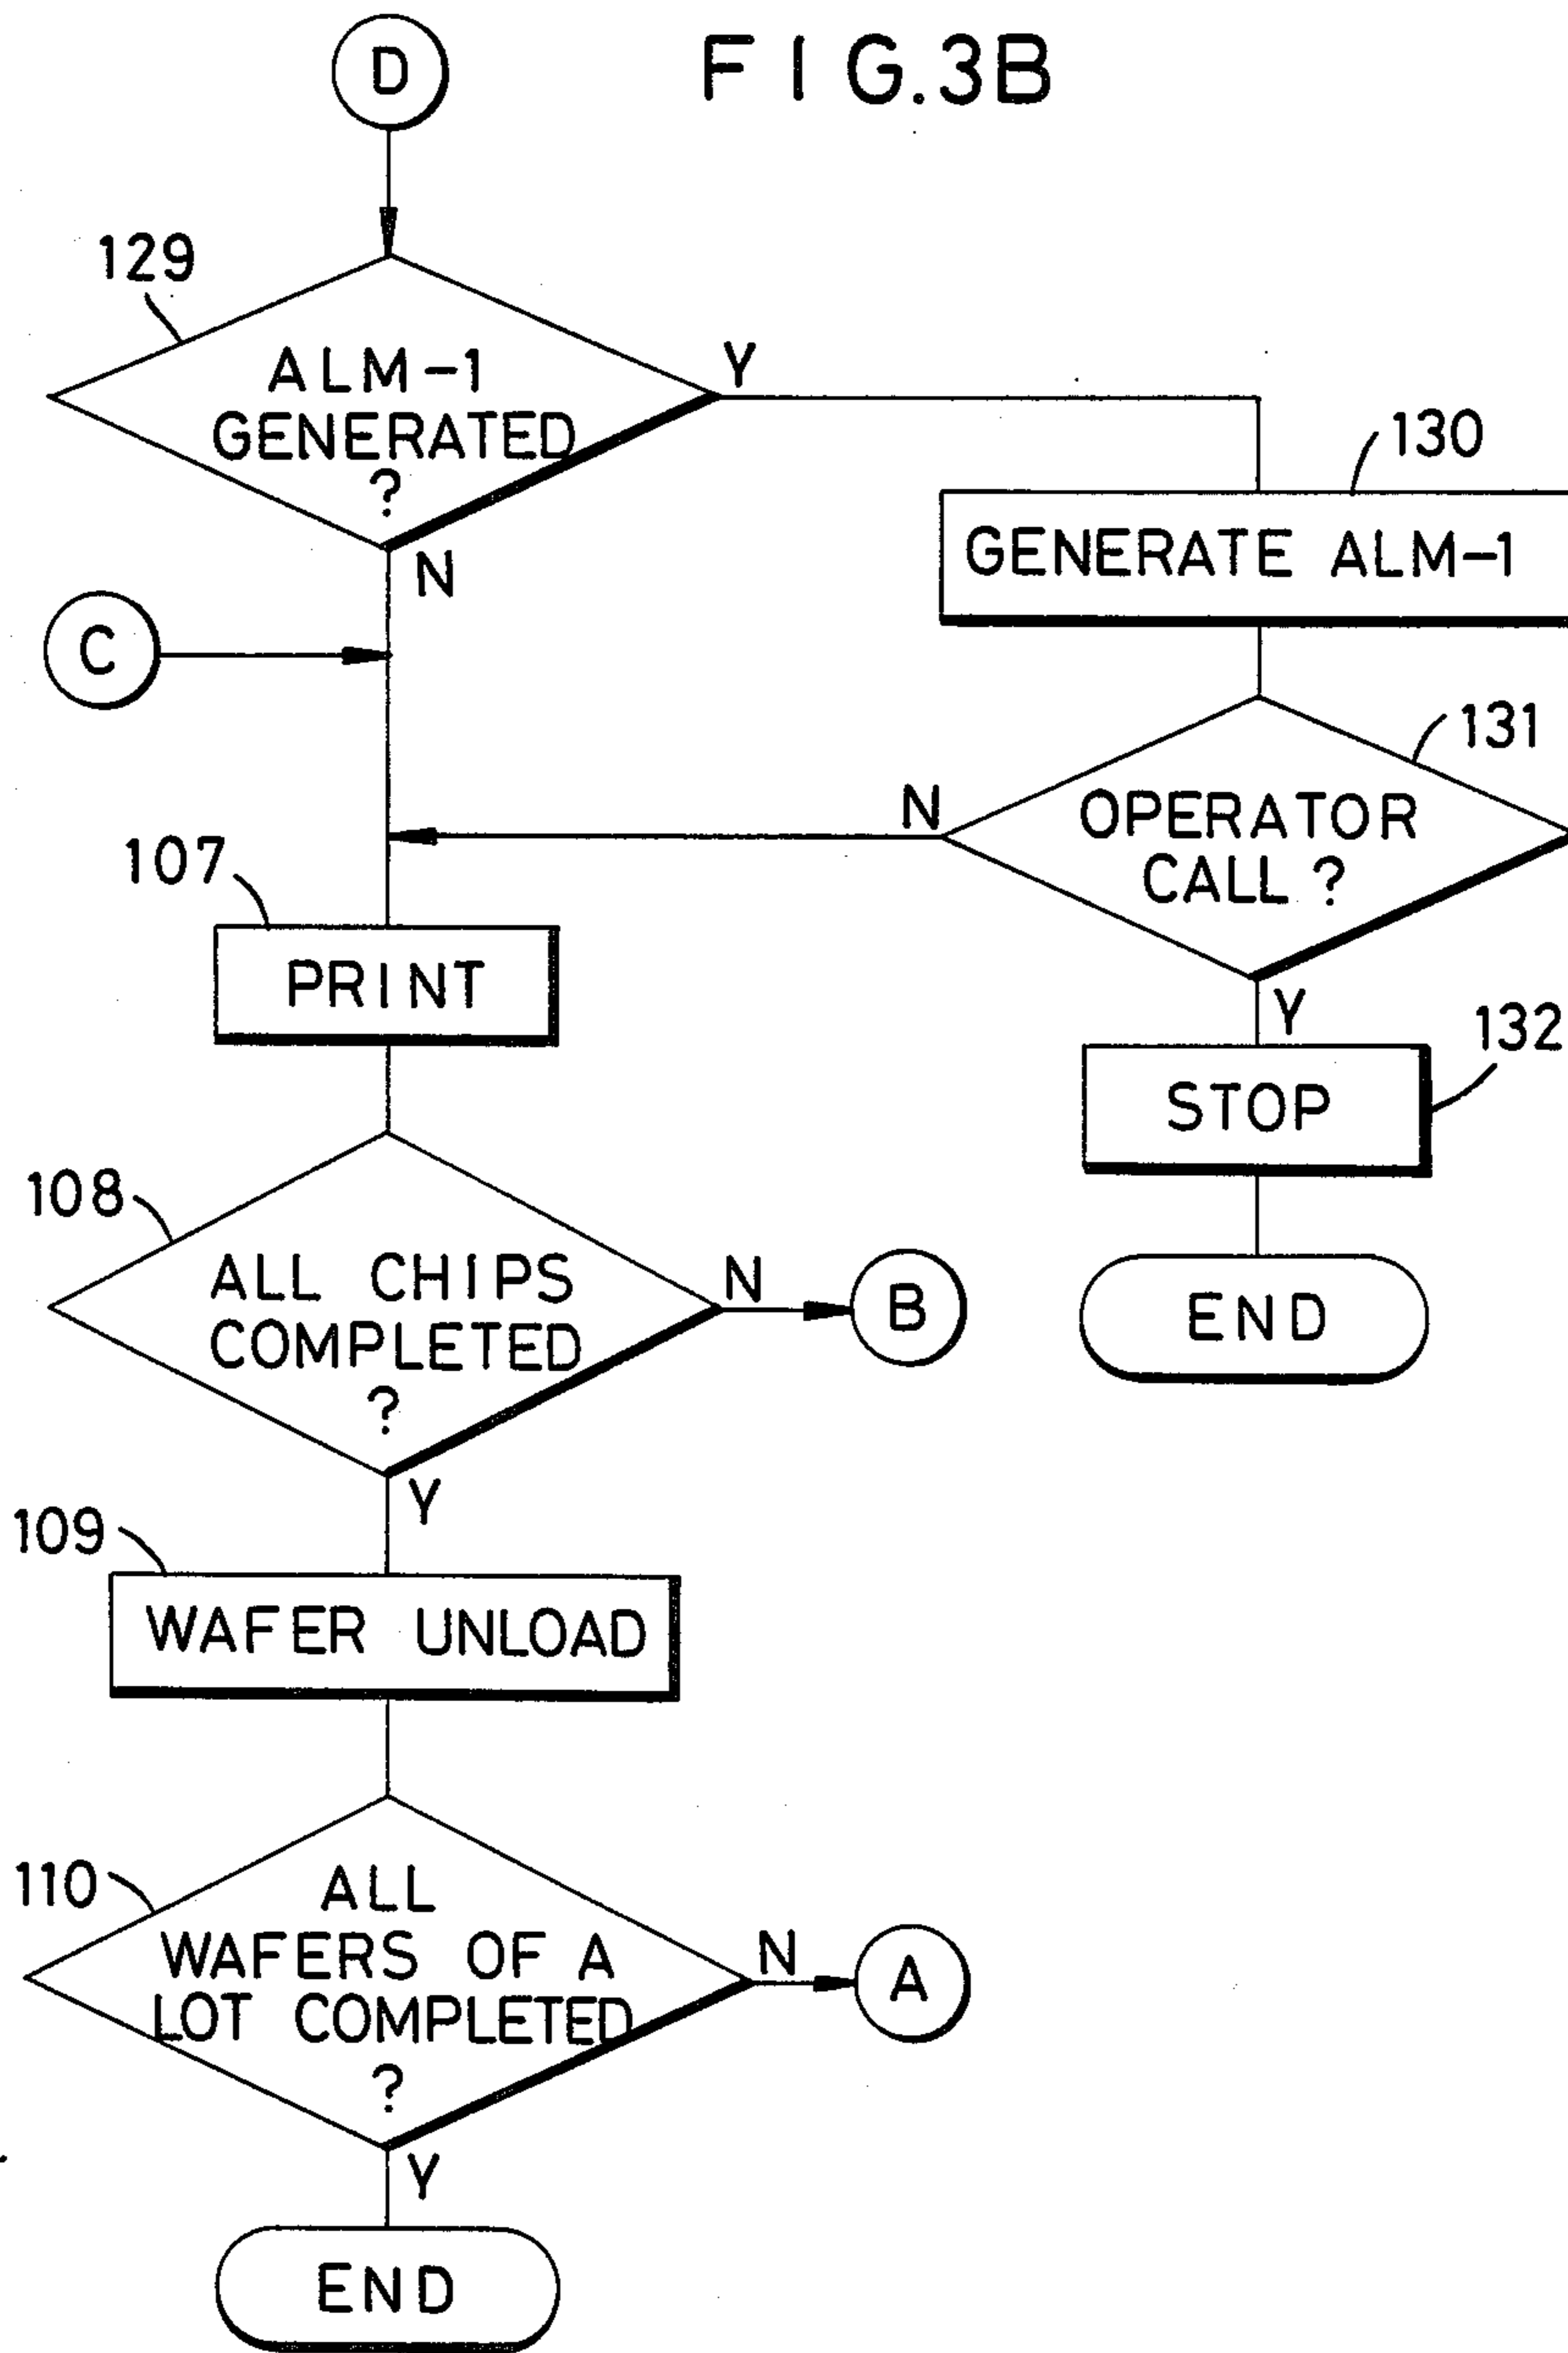 FIG.3B
D
129
ALM-1
GENERATED
?
Y
N
130
GENERATE ALM-1
C
131
OPERATOR
CALL ?
N
Y
107
PRINT
132
STOP
END
108
ALL CHIPS
COMPLETED
?
N
B
Y
109
WAFER UNLOAD
110
ALL
WAFERS OF A
LOT COMPLETED
?
N
A
Y
END